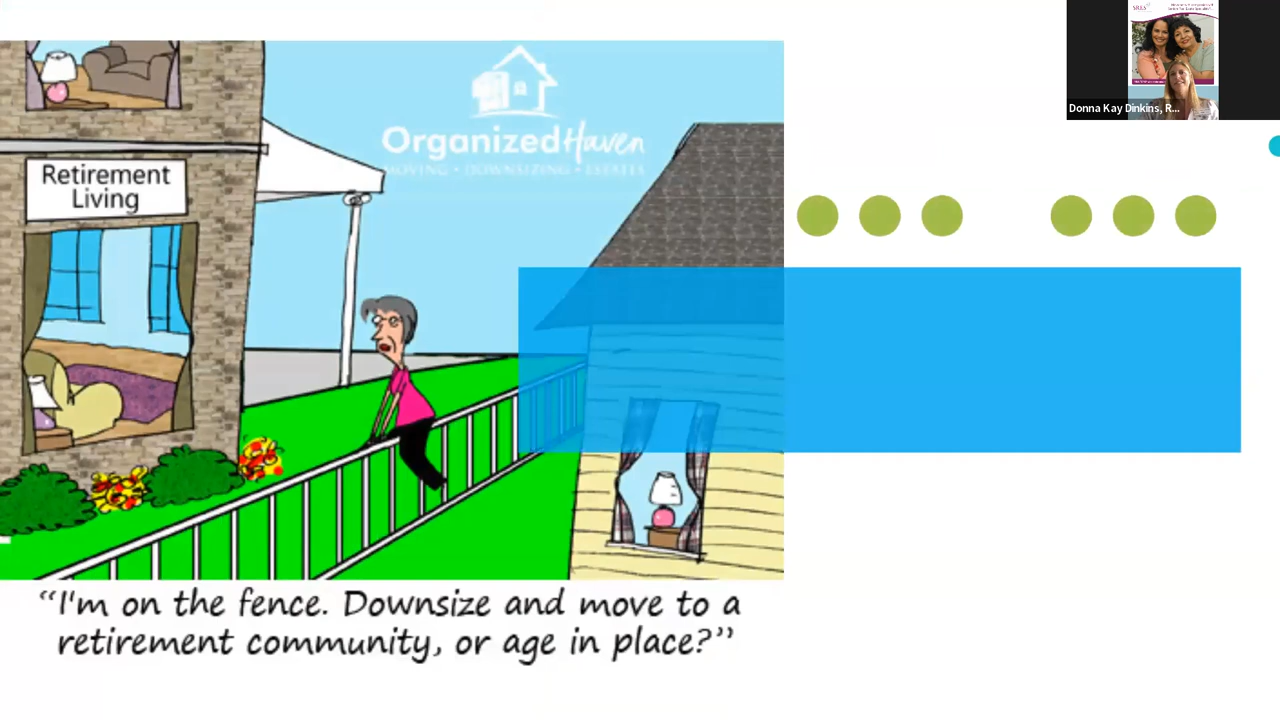 OrganizedHaven
MOVING • DOWNSIZING • ESTATES
Retirement
Living
“I'm on the fence. Downsize and move to a
retirement community, or age in place?”
Donna Kay Dinkins, R...